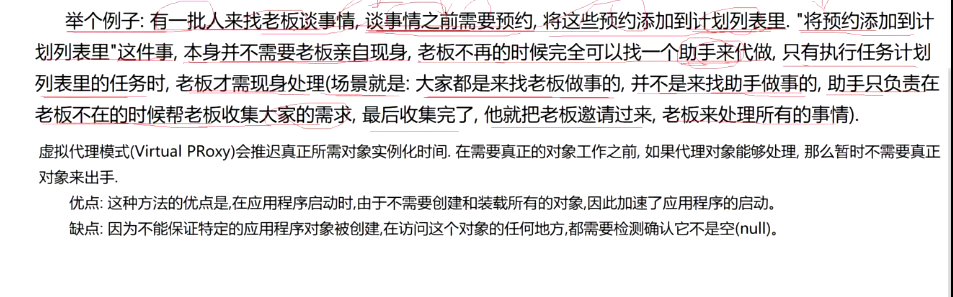 举个例子: 有一批人来找老板谈事情, 谈事情之前需要预约, 将这些预约添加到计划列表里. "将预约添加到计
划列表里"这件事, 本身并不需要老板亲自现身, 老板不再的时候完全可以找一个助手来代做, 只有执行任务计划
列表里的任务时, 老板才需现身处理(场景就是: 大家都是来找老板做事的, 并不是来找助手做事的, 助手只负责在
老板不在的时候帮老板收集大家的需求, 最后收集完了, 他就把老板邀请过来, 老板来处理所有的事情).
虚拟代理模式(Virtual PRoxy)会推迟真正所需对象实例化时间. 在需要真正的对象工作之前, 如果代理对象能够处理, 那么暂时不需要真正
对象来出手.
优点: 这种方法的优点是,在应用程序启动时,由于不需要创建和装载所有的对象,因此加速了应用程序的启动。
缺点: 因为不能保证特定的应用程序对象被创建,在访问这个对象的任何地方,都需要检测确认它不是空(null)。